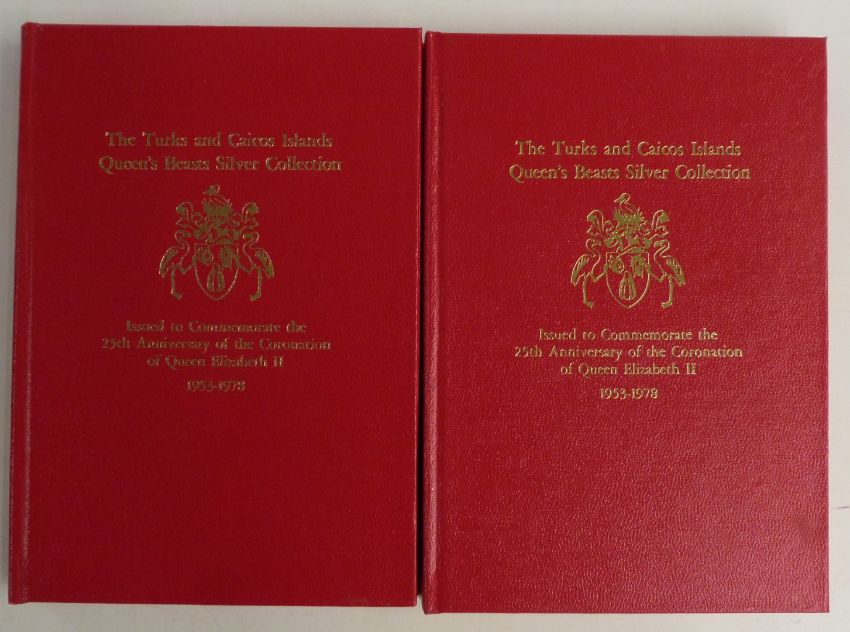 The Turks and Caicos Islands
Queen's Beasts Silver Collection
Issued to Commemorate the
25th Anniversary of the Coronation
of Queen Elizabeth II
1953-1978
The Turks and Caicos Islands
Queen's Beasts Silver Collection
Issued to Commemorate the
25th Anniversary of the Coronation
of Queen Elizabeth II
1953-1978